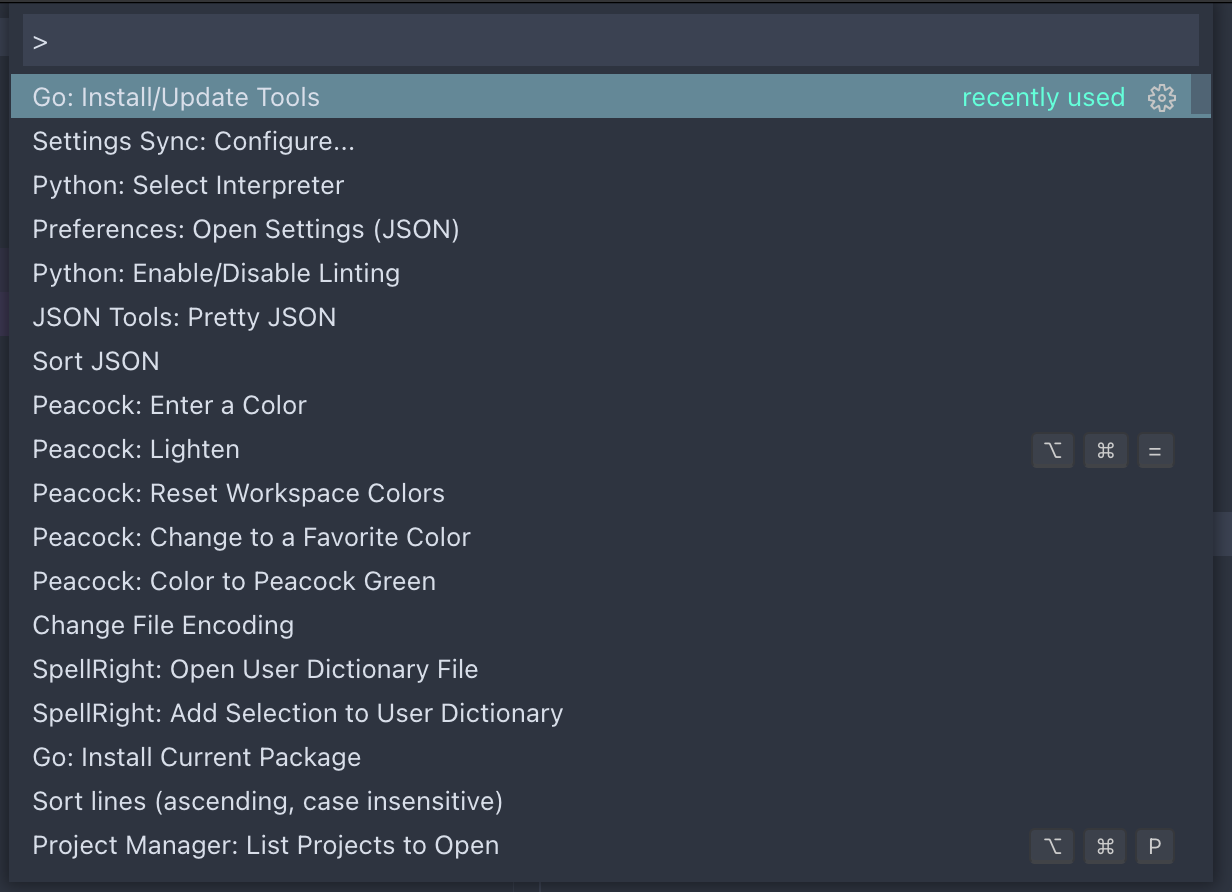 >
Go: Install/Update Tools recently used
Settings Sync: Configure...
Python: Select Interpreter
Preferences: Open Settings (JSON)
Python: Enable/Disable Linting
JSON Tools: Pretty JSON
Sort JSON
Peacock: Enter a Color
Peacock: Lighten ⌥ ⌘ =
Peacock: Reset Workspace Colors
Peacock: Change to a Favorite Color
Peacock: Color to Peacock Green
Change File Encoding
SpellRight: Open User Dictionary File
SpellRight: Add Selection to User Dictionary
Go: Install Current Package
Sort lines (ascending, case insensitive)
Project Manager: List Projects to Open ⌥ ⌘ P